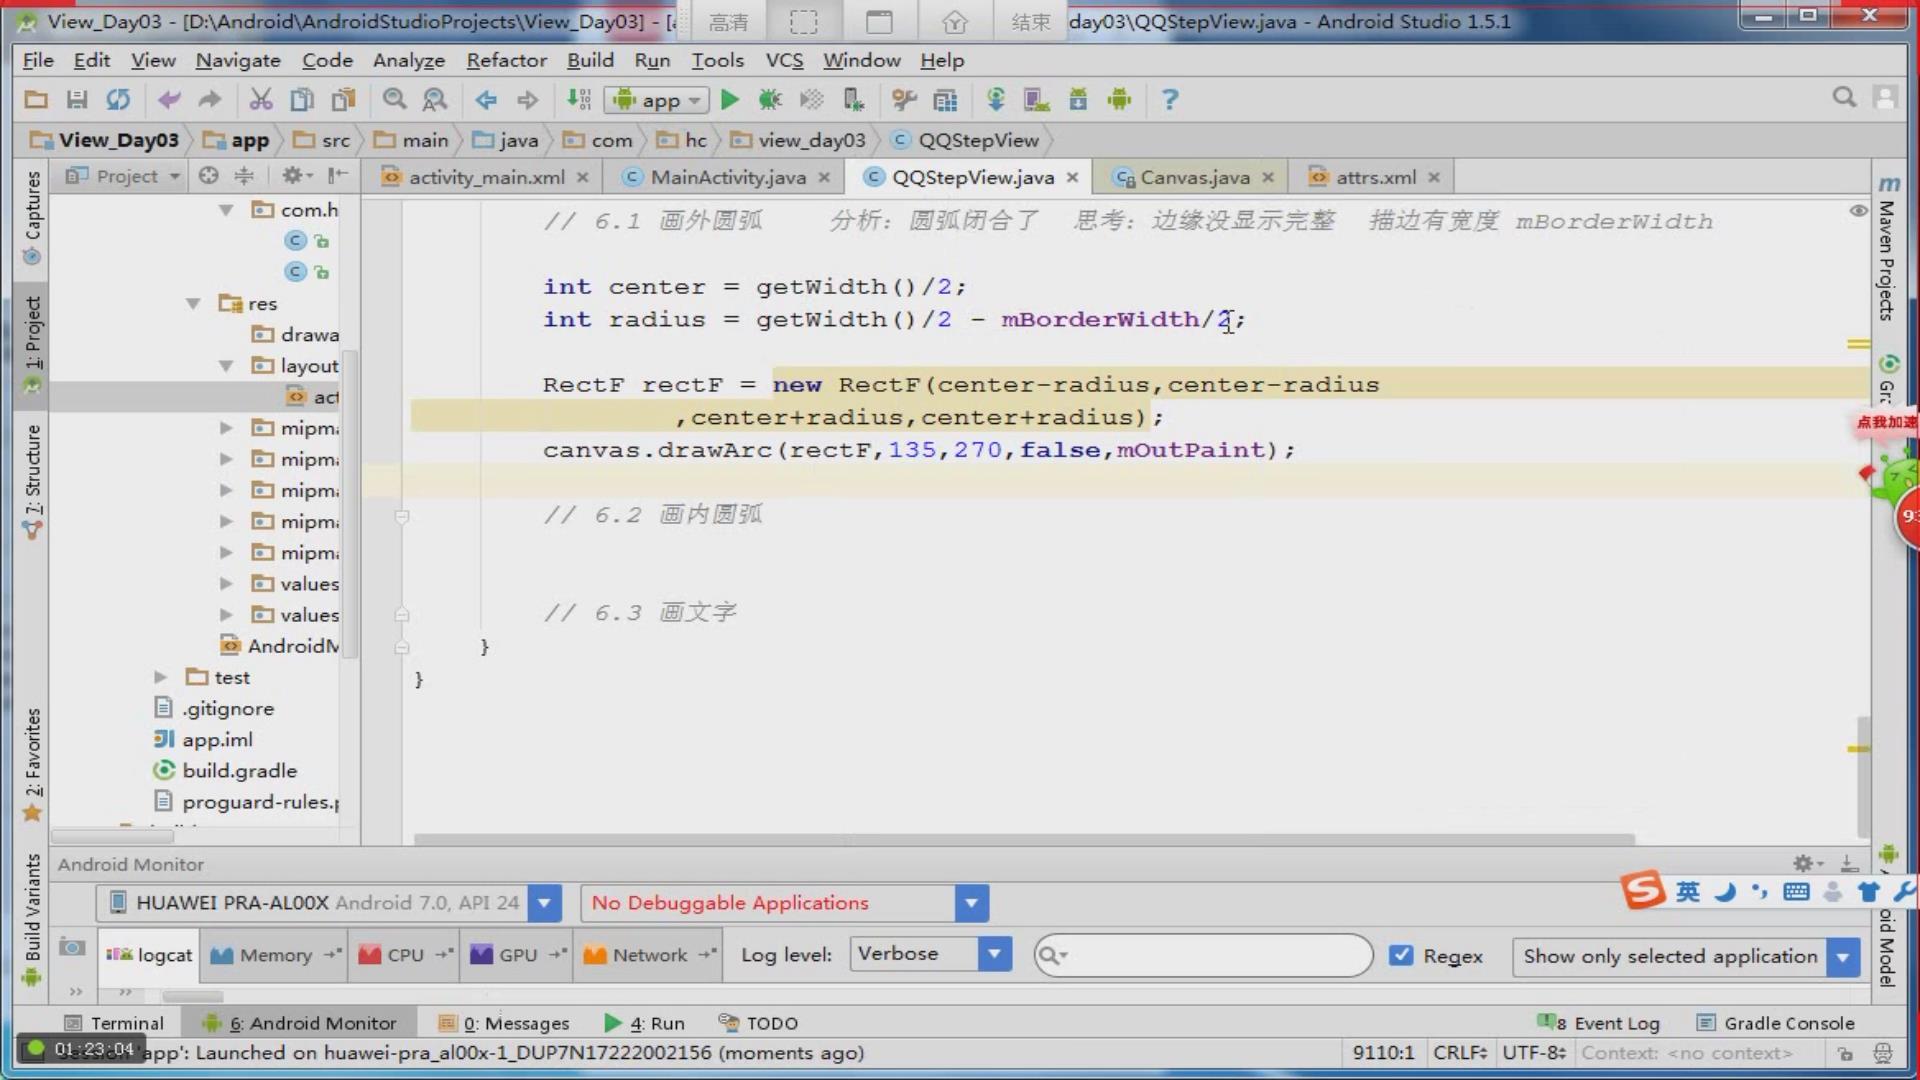 View_Day03 - [D:\Android\AndroidStudioProjects\View_Day03] - [
高清
结束
day03\QQStepView.java - Android Studio 1.5.1
File Edit View Navigate Code Analyze Refactor Build Run Tools VCS Window Help
app
View_Day03 app src main java com hc view_day03 QQStepView
Project
activity_main.xml
MainActivity.java
QQStepView.java
Canvas.java
attrs.xml
Captures
1: Project
7: Structure
2: Favorites
Build Variants
com.h
res
drawa
layout
act
mipma
mipma
mipma
mipma
mipma
values
values
AndroidM
test
.gitignore
app.iml
build.gradle
proguard-rules.p
// 6.1 画外圆弧 分析：圆弧闭合了 思考：边缘没显示完整 描边有宽度 mBorderWidth
int center = getWidth()/2;
int radius = getWidth()/2 - mBorderWidth/2;
RectF rectF = new RectF(center-radius,center-radius
,center+radius,center+radius);
canvas.drawArc(rectF,135,270,false,mOutPaint);
// 6.2 画内圆弧
// 6.3 画文字
}
}
Maven Projects
点我加速
英
Android Monitor
HUAWEI PRA-AL00X Android 7.0, API 24
No Debuggable Applications
logcat
Memory
CPU
GPU
Network
Log level:
Verbose
Regex
Show only selected application
oid Model
Terminal
6: Android Monitor
0: Messages
4: Run
TODO
8 Event Log
Gradle Console
01:23:04
'app': Launched on huawei-pra_al00x-1_DUP7N17222002156 (moments ago)
9110:1 CRLF UTF-8 Context: <no context>